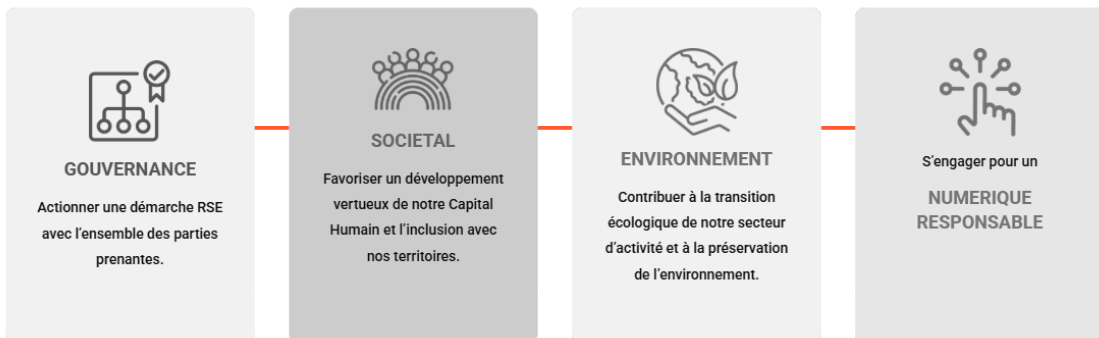 GOUVERNANCE
Actionner une démarche RSE
avec l'ensemble des parties
prenantes.
SOCIETAL
Favoriser un développement
vertueux de notre Capital
Humain et l'inclusion avec
nos territoires.
ENVIRONNEMENT
Contribuer à la transition
écologique de notre secteur
d'activité et à la préservation
de l'environnement.
S'engager pour un
NUMERIQUE
RESPONSABLE